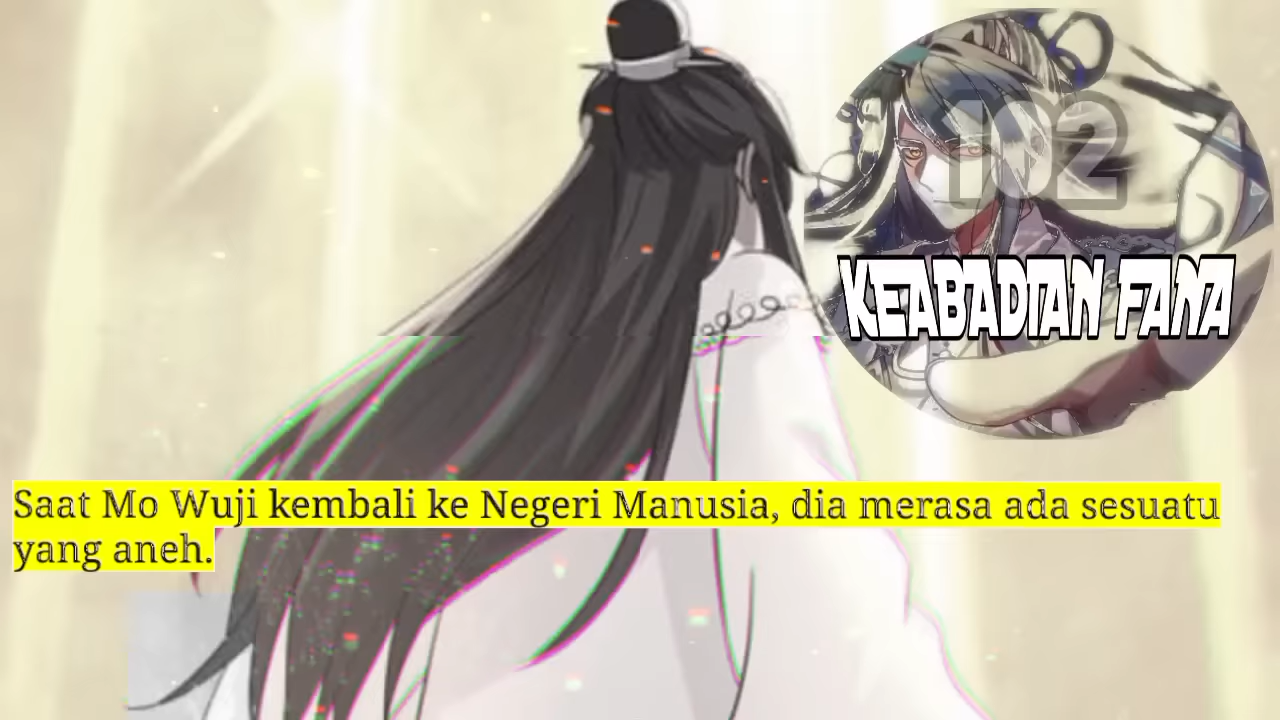 102
KEABADIAN FANA
Saat Mo Wuji kembali ke Negeri Manusia, dia merasa ada sesuatu
yang aneh.